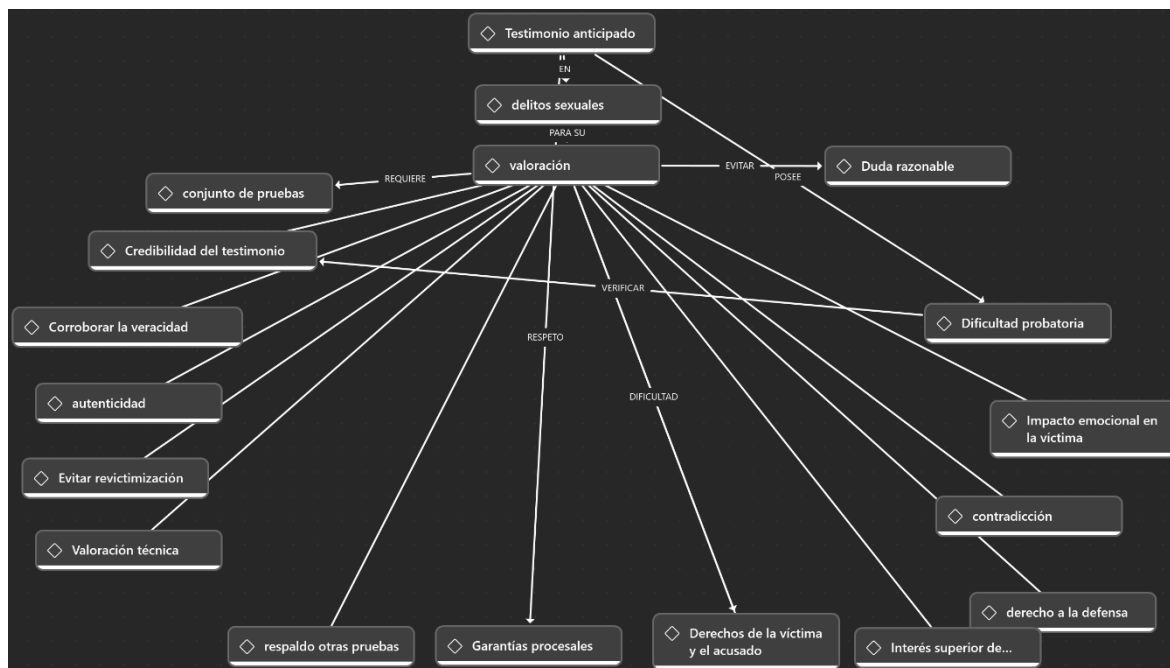 Testimonio anticipado
EN
delitos sexuales
PARA SU
valoración
EVITAR
Duda razonable
POSEE
REQUIERE
conjunto de pruebas
Credibilidad del testimonio
VERIFICAR
Corroborar la veracidad
Dificultad probatoria
RESPETO
autenticidad
DIFICULTAD
Impacto emocional en
la víctima
Evitar revictimización
contradicción
Valoración técnica
derecho a la defensa
respaldo otras pruebas
Garantías procesales
Derechos de la víctima
y el acusado
Interés superior de...